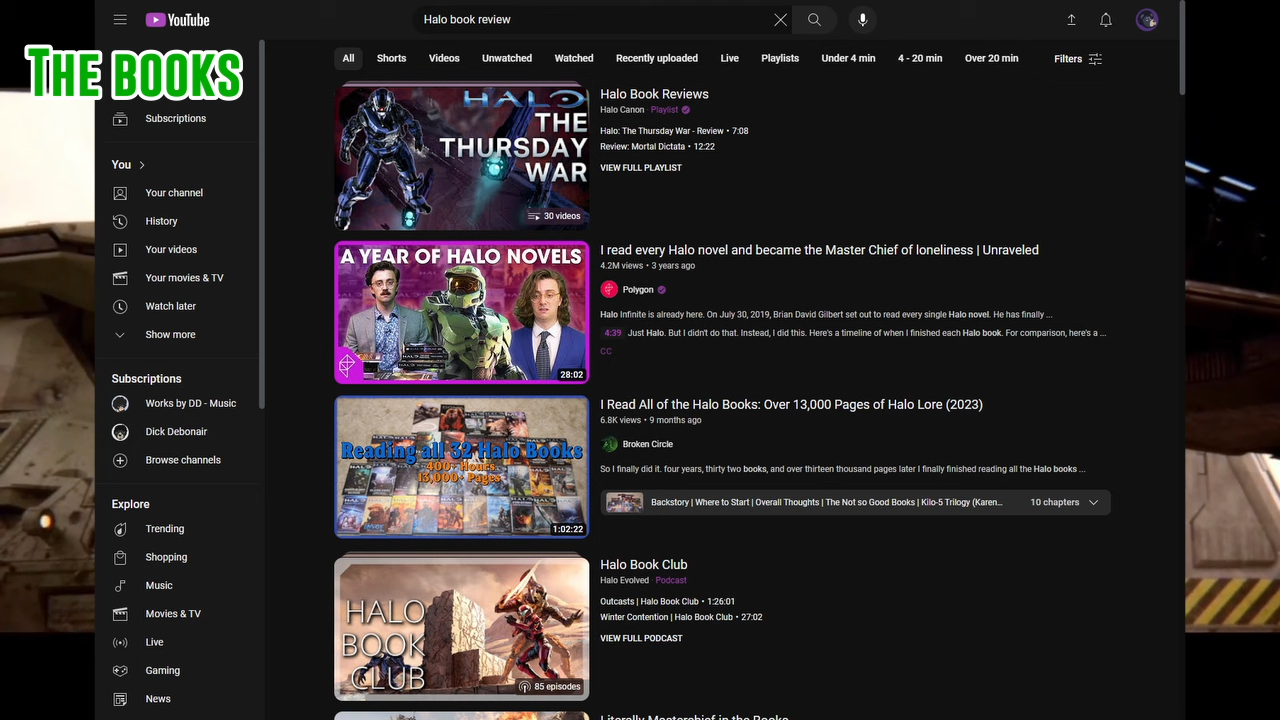 YouTube
Halo book review
THE BOOKS
All
Shorts
Videos
Unwatched
Watched
Recently uploaded
Live
Playlists
Under 4 min
4 - 20 min
Over 20 min
Filters
Subscriptions
You
Your channel
History
Your videos
Your movies & TV
Watch later
Show more
Subscriptions
Works by DD - Music
Dick Debonair
Browse channels
Explore
Trending
Shopping
Music
Movies & TV
Live
Gaming
News
HALO
THE
THURSDAY
WAR
30 videos
Halo Book Reviews
Halo Canon Playlist
Halo: The Thursday War - Review • 7:08
Review: Mortal Dictata • 12:22
VIEW FULL PLAYLIST
A YEAR OF HALO NOVELS
28:02
I read every Halo novel and became the Master Chief of loneliness | Unraveled
4.2M views • 3 years ago
Polygon
Halo Infinite is already here. On July 30, 2019, Brian David Gilbert set out to read every single Halo novel. He has finally ...
4:39 Just Halo. But I didn't do that. Instead, I did this. Here's a timeline of when I finished each Halo book. For comparison, here's a ...
CC
Reading all 32 Halo Books
400+ Hours
13,000+ Pages
1:02:22
I Read All of the Halo Books: Over 13,000 Pages of Halo Lore (2023)
6.8K views • 9 months ago
Broken Circle
So I finally did it. four years, thirty two books, and over thirteen thousand pages later I finally finished reading all the Halo books ...
Backstory | Where to Start | Overall Thoughts | The Not so Good Books | Kilo-5 Trilogy (Karen...
10 chapters
HALO
BOOK
CLUB
85 episodes
Halo Book Club
Halo Evolved Podcast
Outcasts | Halo Book Club • 1:26:01
Winter Contention | Halo Book Club • 27:02
VIEW FULL PODCAST
Literally Masterchief in the Books